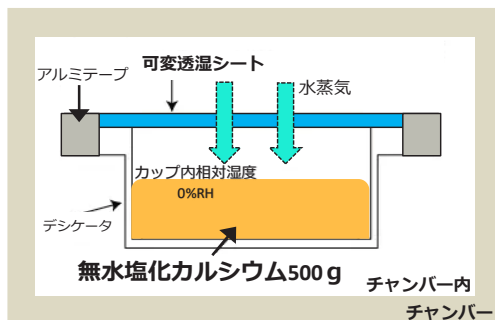 可変透湿シート
アルミテープ
水蒸気
カップ内相対湿度
0%RH
デシケータ
無水塩化カルシウム500g
チャンバー内
チャンバー